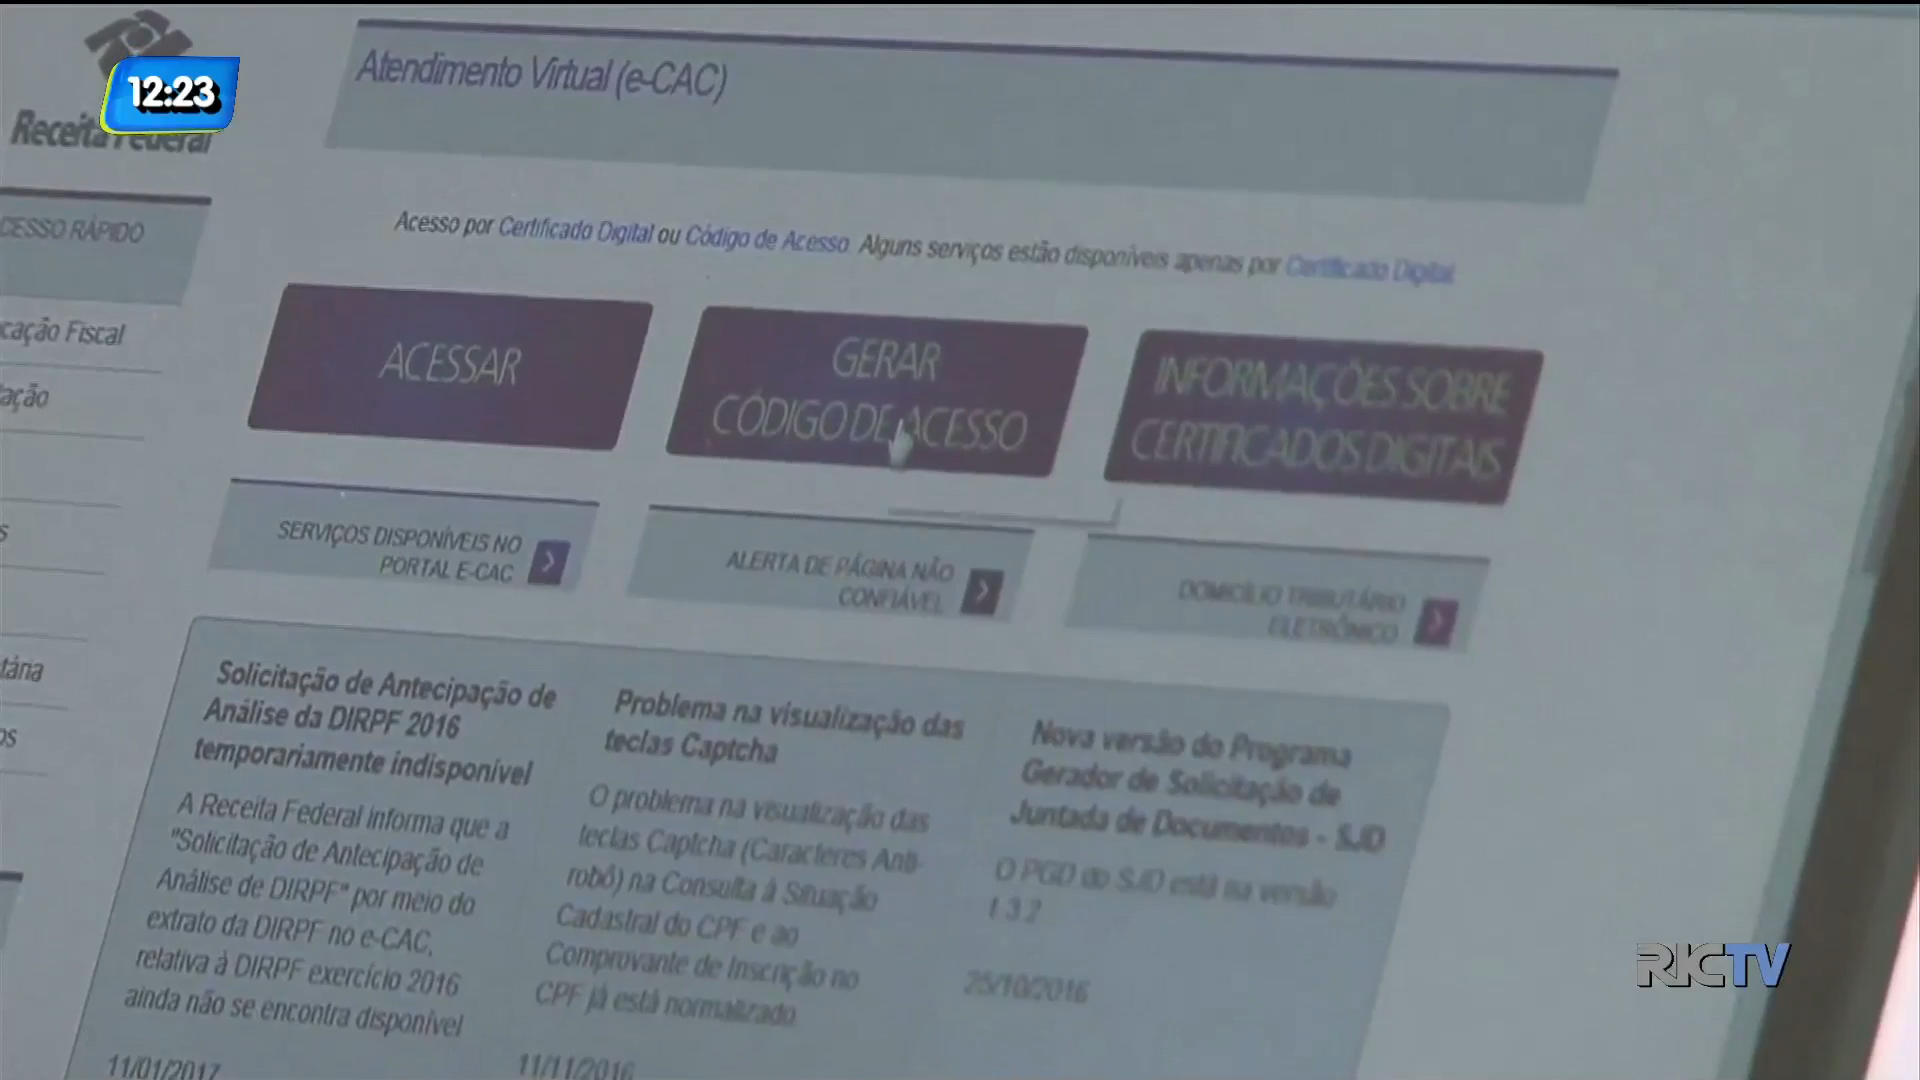 12:23
Receita Federal
Atendimento Virtual (e-CAC)
CESSO RÁPIDO
cação Fiscal
ação
s
tária
os
Acesso por Certificado Digital ou Código de Acesso. Alguns serviços estão disponíveis apenas por Certificado Digital.
ACESSAR
GERAR
CÓDIGO DE ACESSO
INFORMAÇÕES SOBRE
CERTIFICADOS DIGITAIS
SERVIÇOS DISPONÍVEIS NO
PORTAL E-CAC
ALERTA DE PÁGINA NÃO
CONFIÁVEL
DOMICÍLIO TRIBUTÁRIO
ELETRÔNICO
Solicitação de Antecipação de
Análise da DIRPF 2016
temporariamente indisponível
A Receita Federal informa que a
"Solicitação de Antecipação de
Análise de DIRPF" por meio do
extrato da DIRPF no e-CAC,
relativa à DIRPF exercício 2016
ainda não se encontra disponível
11/01/2017
Problema na visualização das
teclas Captcha
O problema na visualização das
teclas Captcha (Caracteres Anti-
robô) na Consulta à Situação
Cadastral do CPF e ao
Comprovante de Inscrição no
CPF já está normalizado.
11/11/2016
Nova versão do Programa
Gerador de Solicitação de
Juntada de Documentos - SJD
O PGD do SJD está na versão
1.3.2
25/10/2016
RICTV